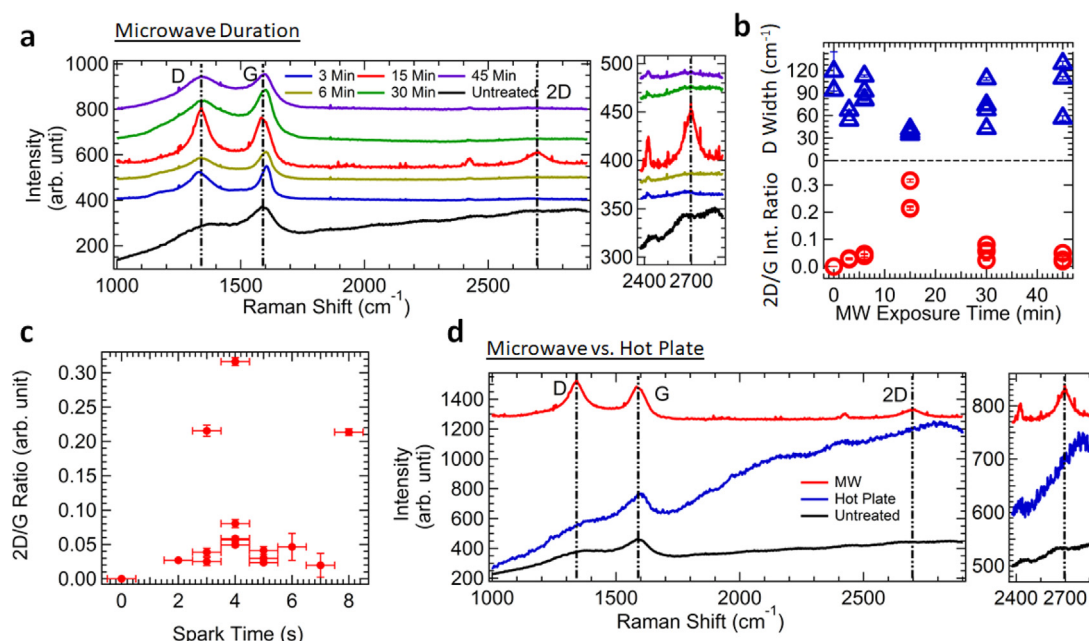 a
Microwave Duration
D
G
3 Min
15 Min
45 Min
6 Min
30 Min
Untreated
2D
1000
800
600
400
200
Intensity
(arb. unti)
1000
1500
2000
2500
Raman Shift (cm-1)
500
450
400
350
300
2400
2700
b
120
90
60
30
0
D Width (cm-1)
0.3
0.2
0.1
0.0
2D/G Int. Ratio
0
10
20
30
40
MW Exposure Time (min)
c
0.30
0.25
0.20
0.15
0.10
0.05
0.00
2D/G Ratio (arb. unit)
0
2
4
6
8
Spark Time (s)
d
Microwave vs. Hot Plate
D
G
2D
MW
Hot Plate
Untreated
1400
1200
1000
800
600
400
200
Intensity
(arb. unti)
1000
1500
2000
2500
Raman Shift (cm-1)
800
700
600
500
2400
2700